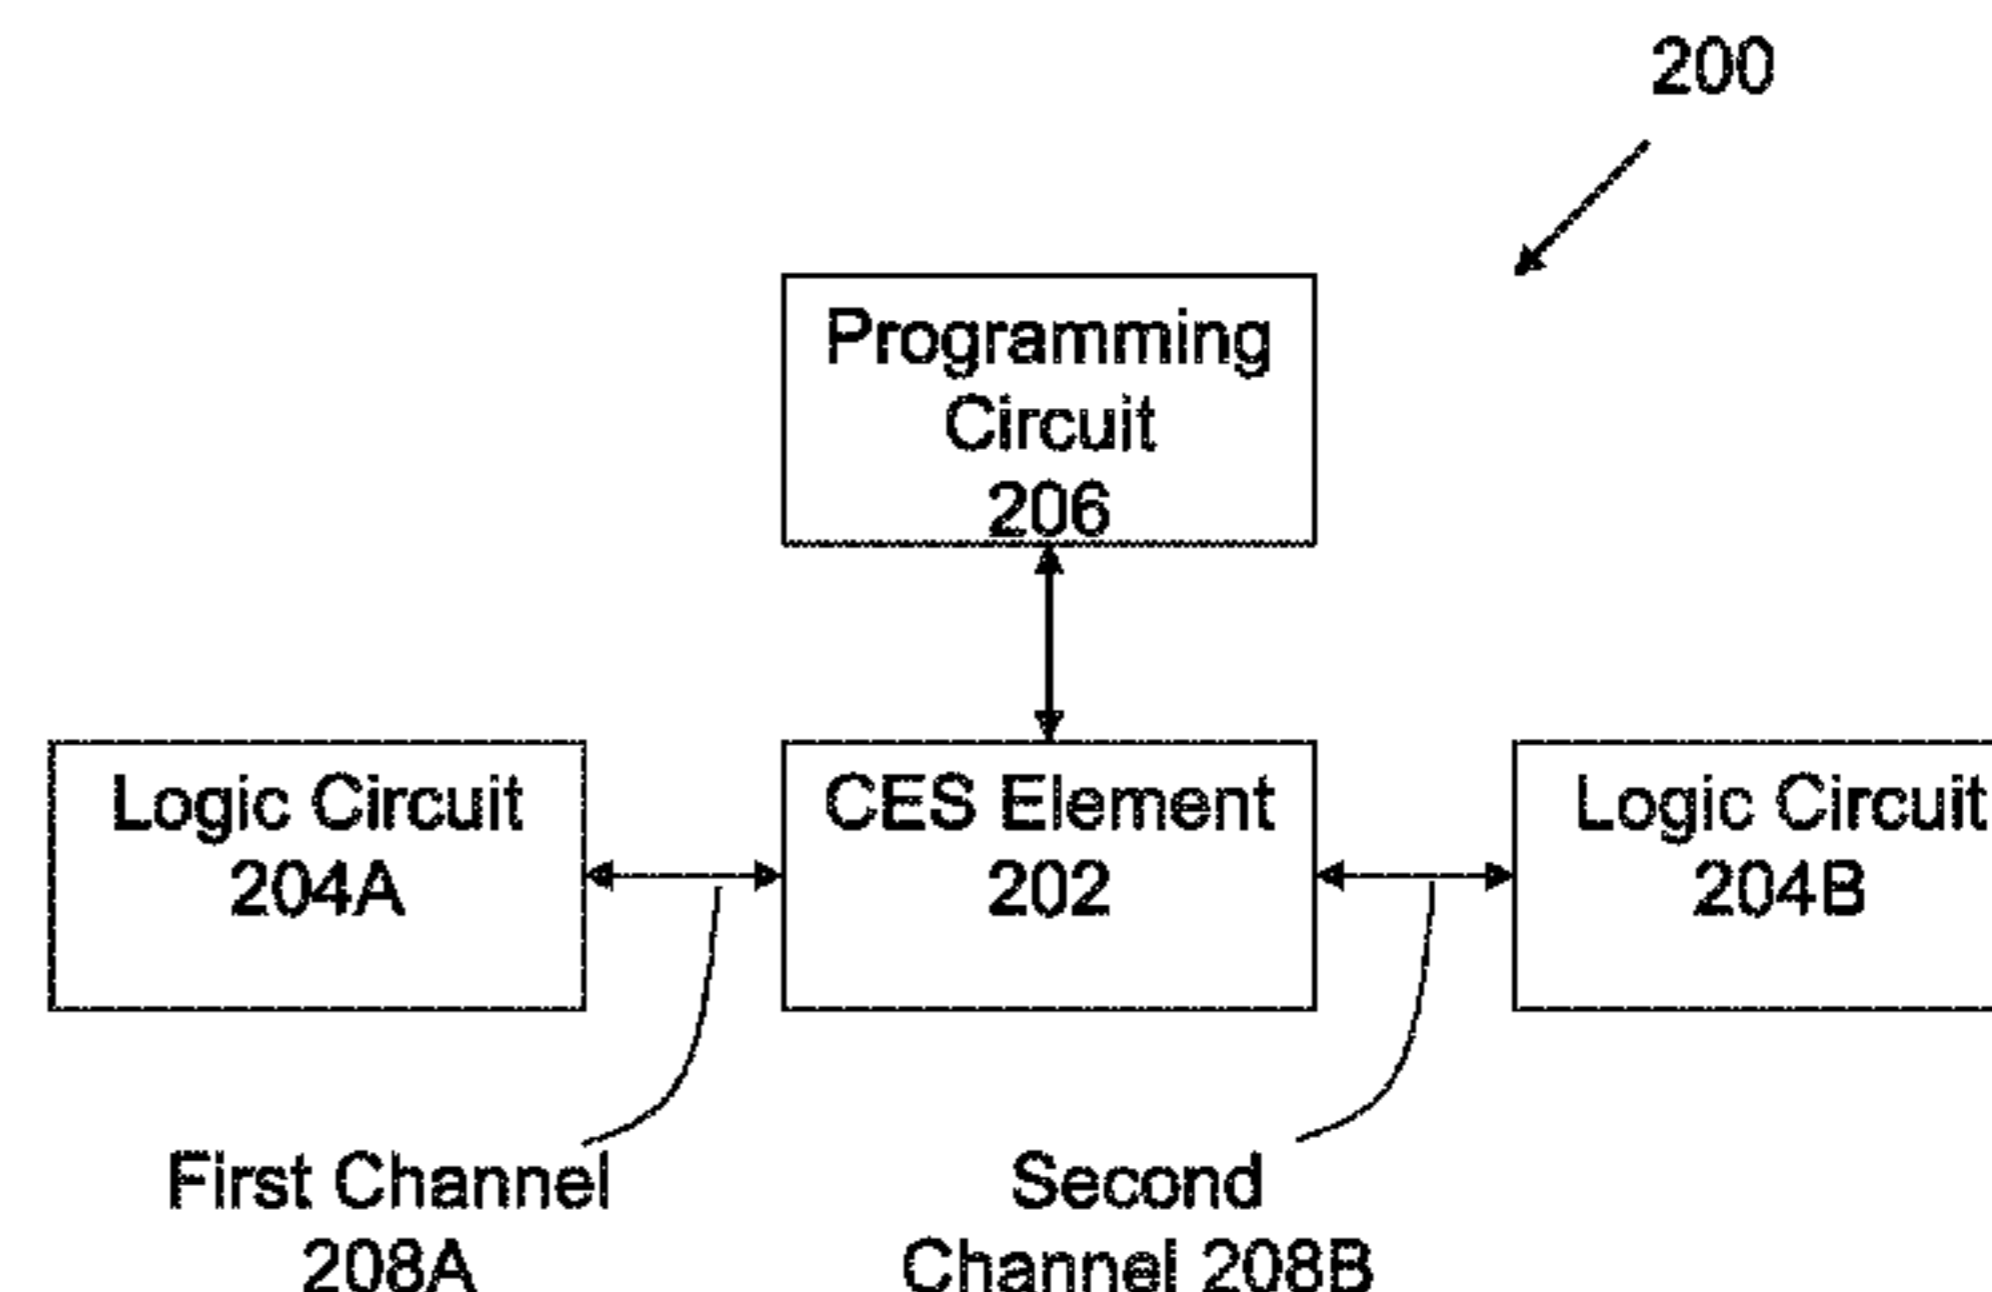 200
Programming
Circuit
206
Logic Circuit
204A
CES Element
202
Logic Circuit
204B
First Channel
208A
Second
Channel 208B